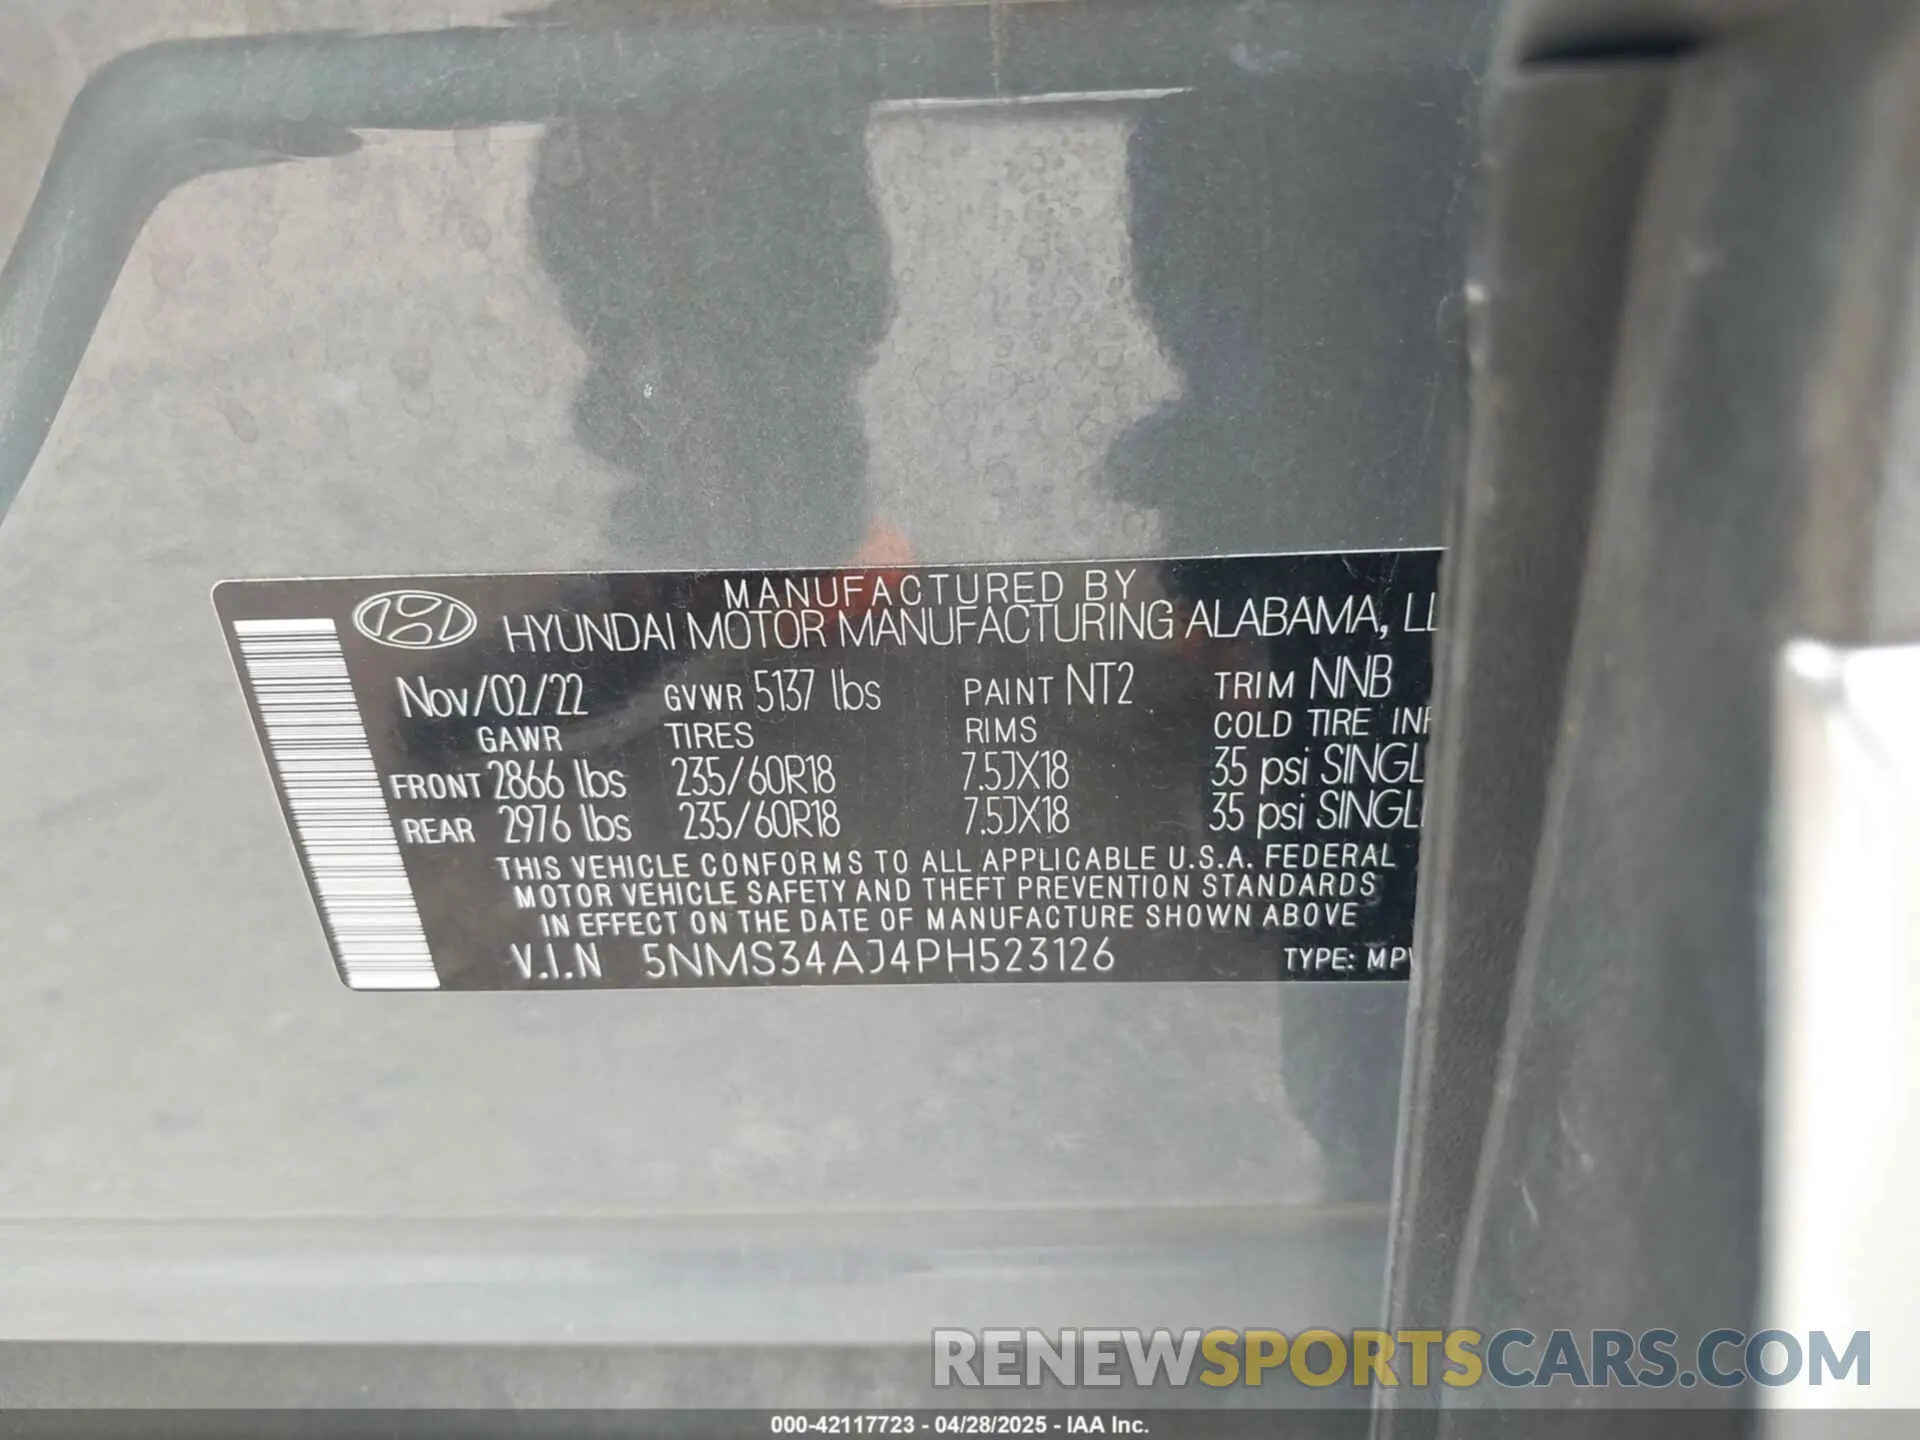 MANUFACTURED BY
HYUNDAI MOTOR MANUFACTURING ALABAMA, LL
Nov/02/22 GVWR 5137 lbs PAINT NT2 TRIM NNB
GAWR TIRES RIMS COLD TIRE INF
FRONT 2866 lbs 235/60R18 7.5JX18 35 psi SINGL
REAR 2976 lbs 235/60R18 7.5JX18 35 psi SINGL
THIS VEHICLE CONFORMS TO ALL APPLICABLE U.S.A. FEDERAL
MOTOR VEHICLE SAFETY AND THEFT PREVENTION STANDARDS
IN EFFECT ON THE DATE OF MANUFACTURE SHOWN ABOVE
V.I.N 5NMS34AJ4PH523126 TYPE: MPV
RENEWSPORTSCARS.COM
000-42117723 - 04/28/2025 - IAA Inc.